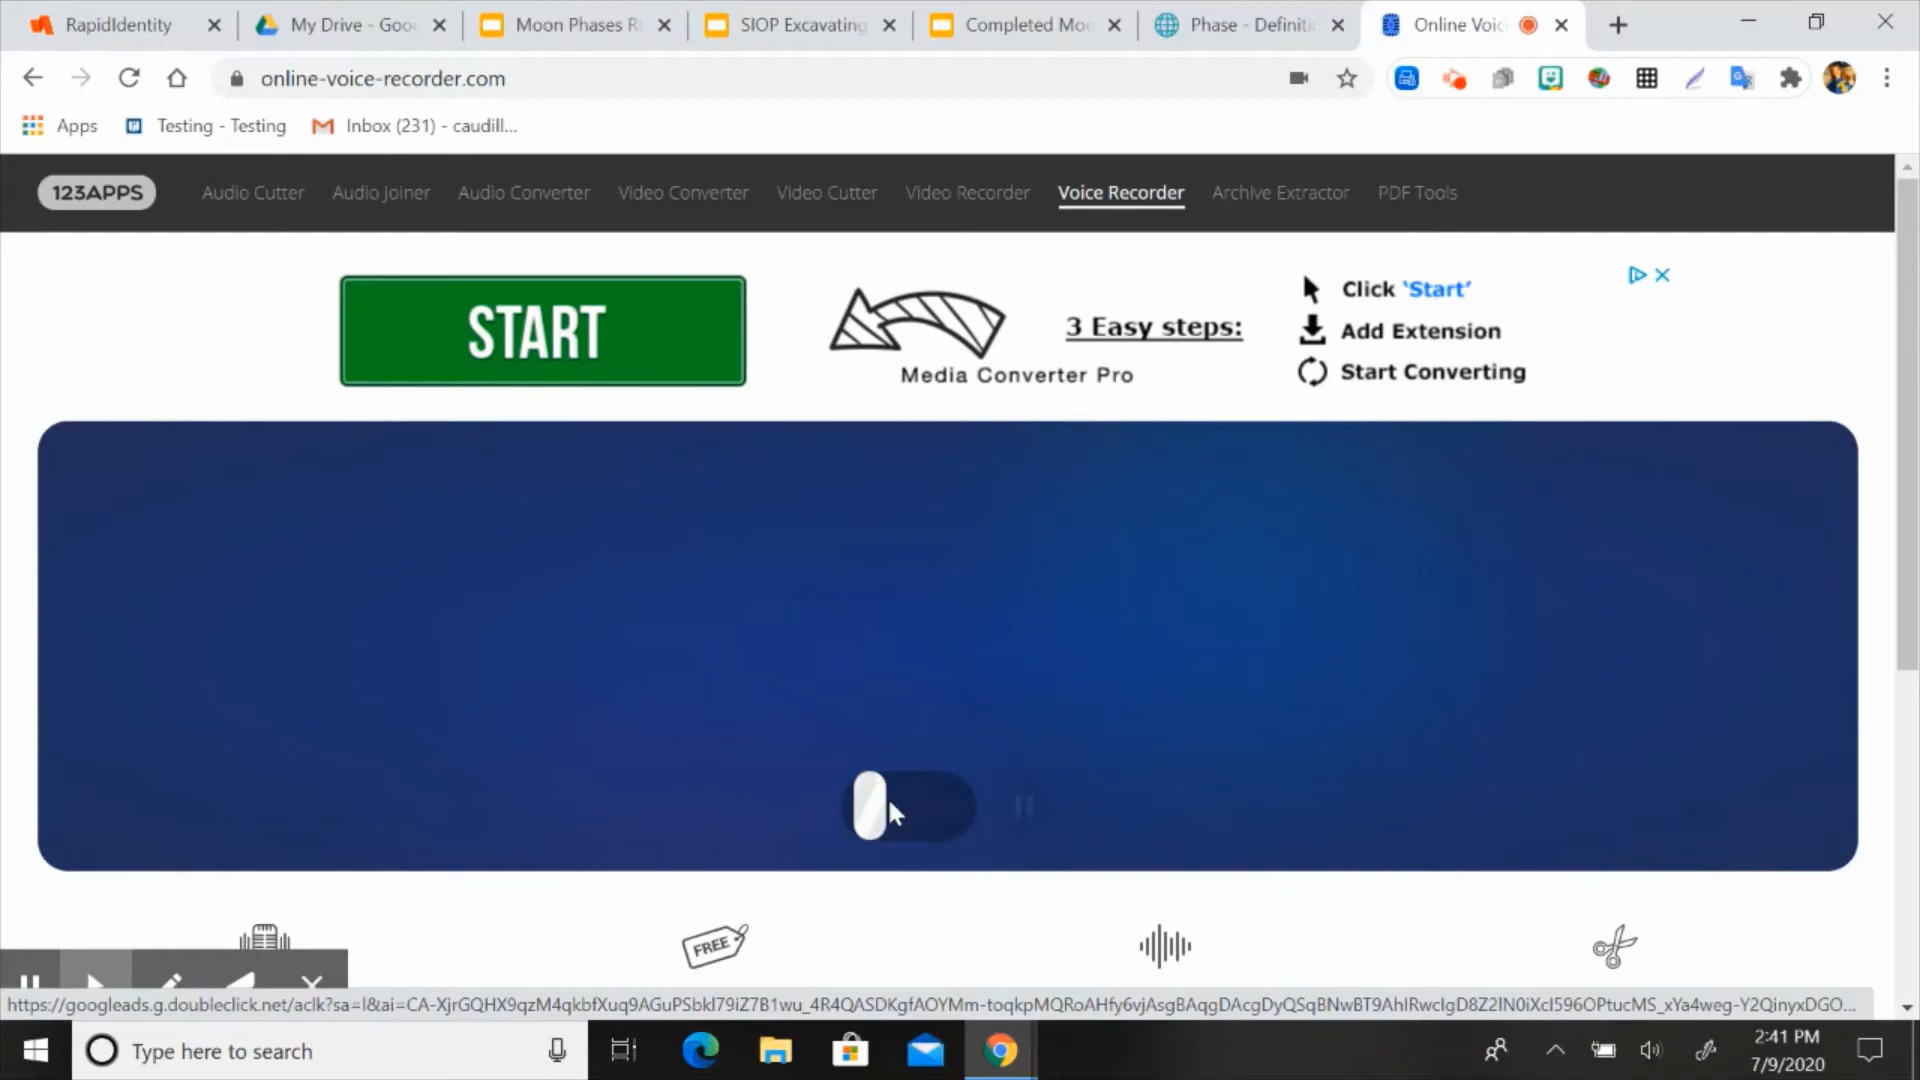 RapidIdentity
My Drive - Goo
Moon Phases R
SIOP Excavating
Completed Moo
Phase - Definiti
Online Voic
online-voice-recorder.com
Apps
Testing - Testing
Inbox (231) - caudill...
123APPS
Audio Cutter
Audio Joiner
Audio Converter
Video Converter
Video Cutter
Video Recorder
Voice Recorder
Archive Extractor
PDF Tools
START
Media Converter Pro
3 Easy steps:
Click 'Start'
Add Extension
Start Converting
FREE
Type here to search
2:41 PM
7/9/2020